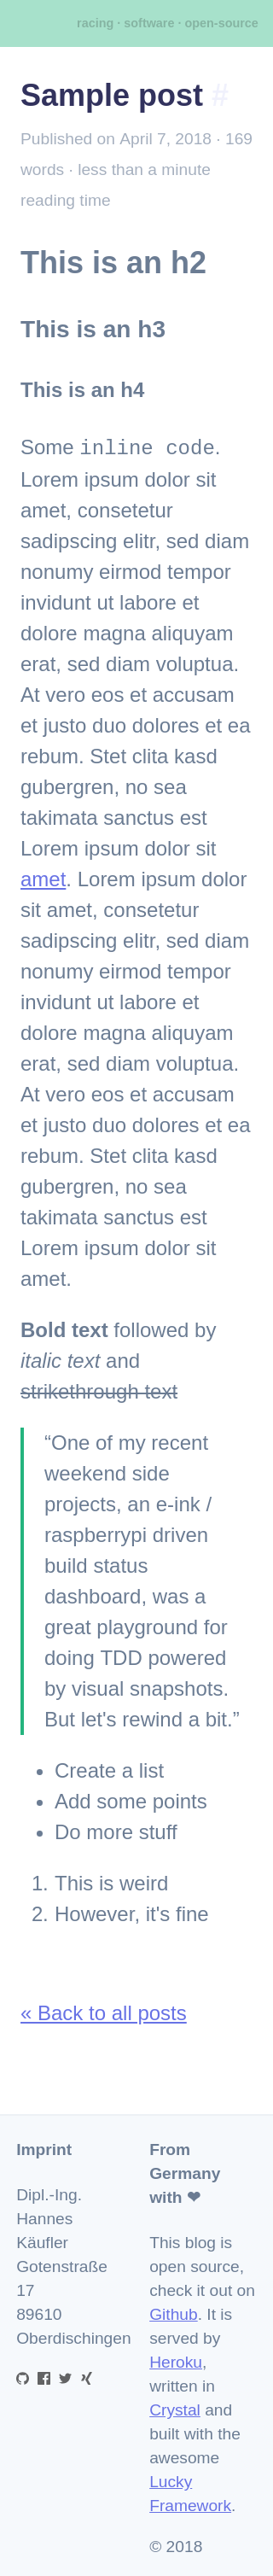 racing · software · open-source
Sample post #
Published on April 7, 2018 · 169
words · less than a minute
reading time
This is an h2
This is an h3
This is an h4
Some inline code.
Lorem ipsum dolor sit
amet, consetetur
sadipscing elitr, sed diam
nonumy eirmod tempor
invidunt ut labore et
dolore magna aliquyam
erat, sed diam voluptua.
At vero eos et accusam
et justo duo dolores et ea
rebum. Stet clita kasd
gubergren, no sea
takimata sanctus est
Lorem ipsum dolor sit
amet. Lorem ipsum dolor
sit amet, consetetur
sadipscing elitr, sed diam
nonumy eirmod tempor
invidunt ut labore et
dolore magna aliquyam
erat, sed diam voluptua.
At vero eos et accusam
et justo duo dolores et ea
rebum. Stet clita kasd
gubergren, no sea
takimata sanctus est
Lorem ipsum dolor sit
amet.
Bold text followed by
italic text and
strikethrough text
“One of my recent
weekend side
projects, an e-ink /
raspberrypi driven
build status
dashboard, was a
great playground for
doing TDD powered
by visual snapshots.
But let's rewind a bit.”
• Create a list
• Add some points
• Do more stuff
1. This is weird
2. However, it's fine
« Back to all posts
Imprint
Dipl.-Ing.
Hannes
Käufler
Gotenstraße
17
89610
Oberdischingen
From
Germany
with ❤
This blog is
open source,
check it out on
Github. It is
served by
Heroku,
written in
Crystal and
built with the
awesome
Lucky
Framework.
© 2018